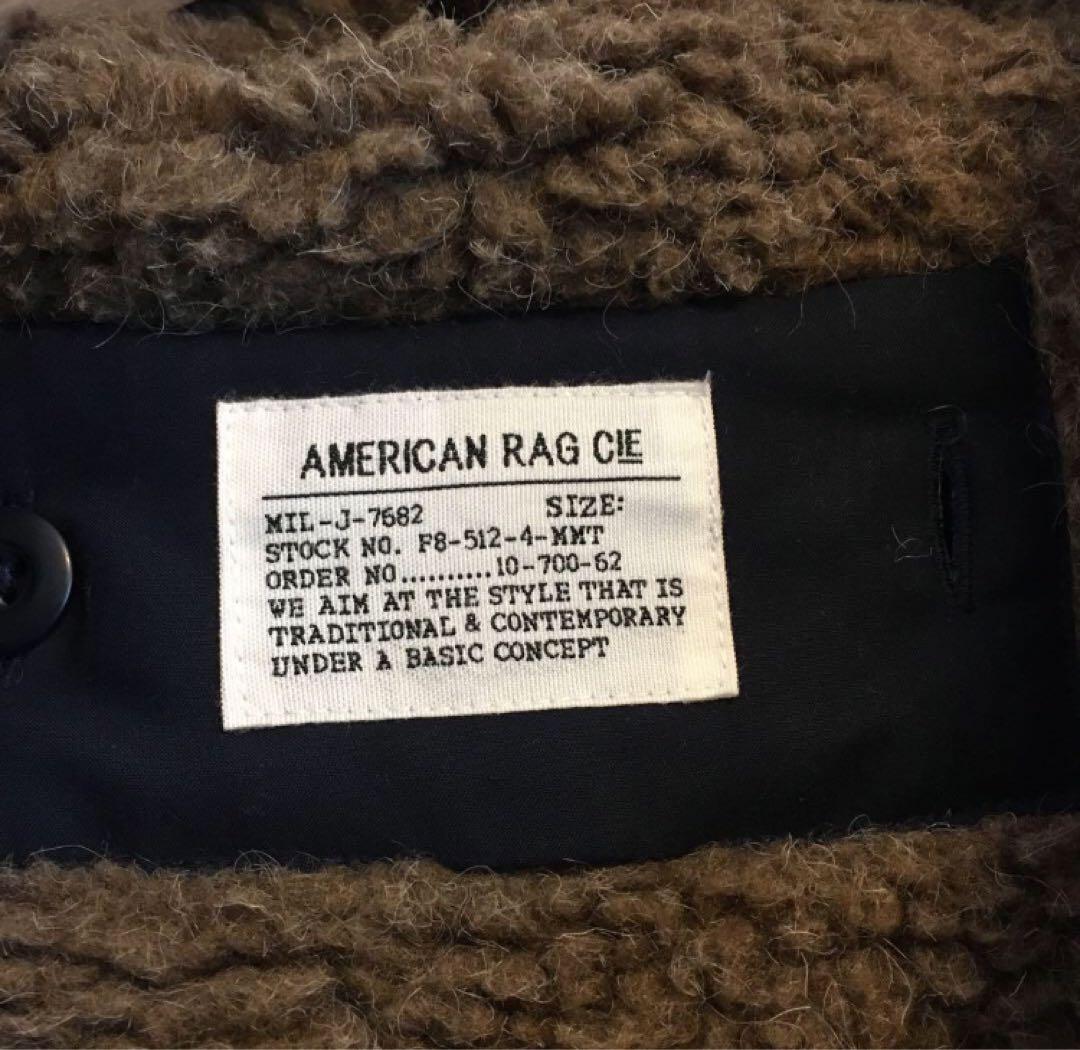 AMERICAN RAG CIE
MIL-J-7682 SIZE:
STOCK NO. F8-512-4-MMT
ORDER NO..........10-700-62
WE AIM AT THE STYLE THAT IS
TRADITIONAL & CONTEMPORARY
UNDER A BASIC CONCEPT